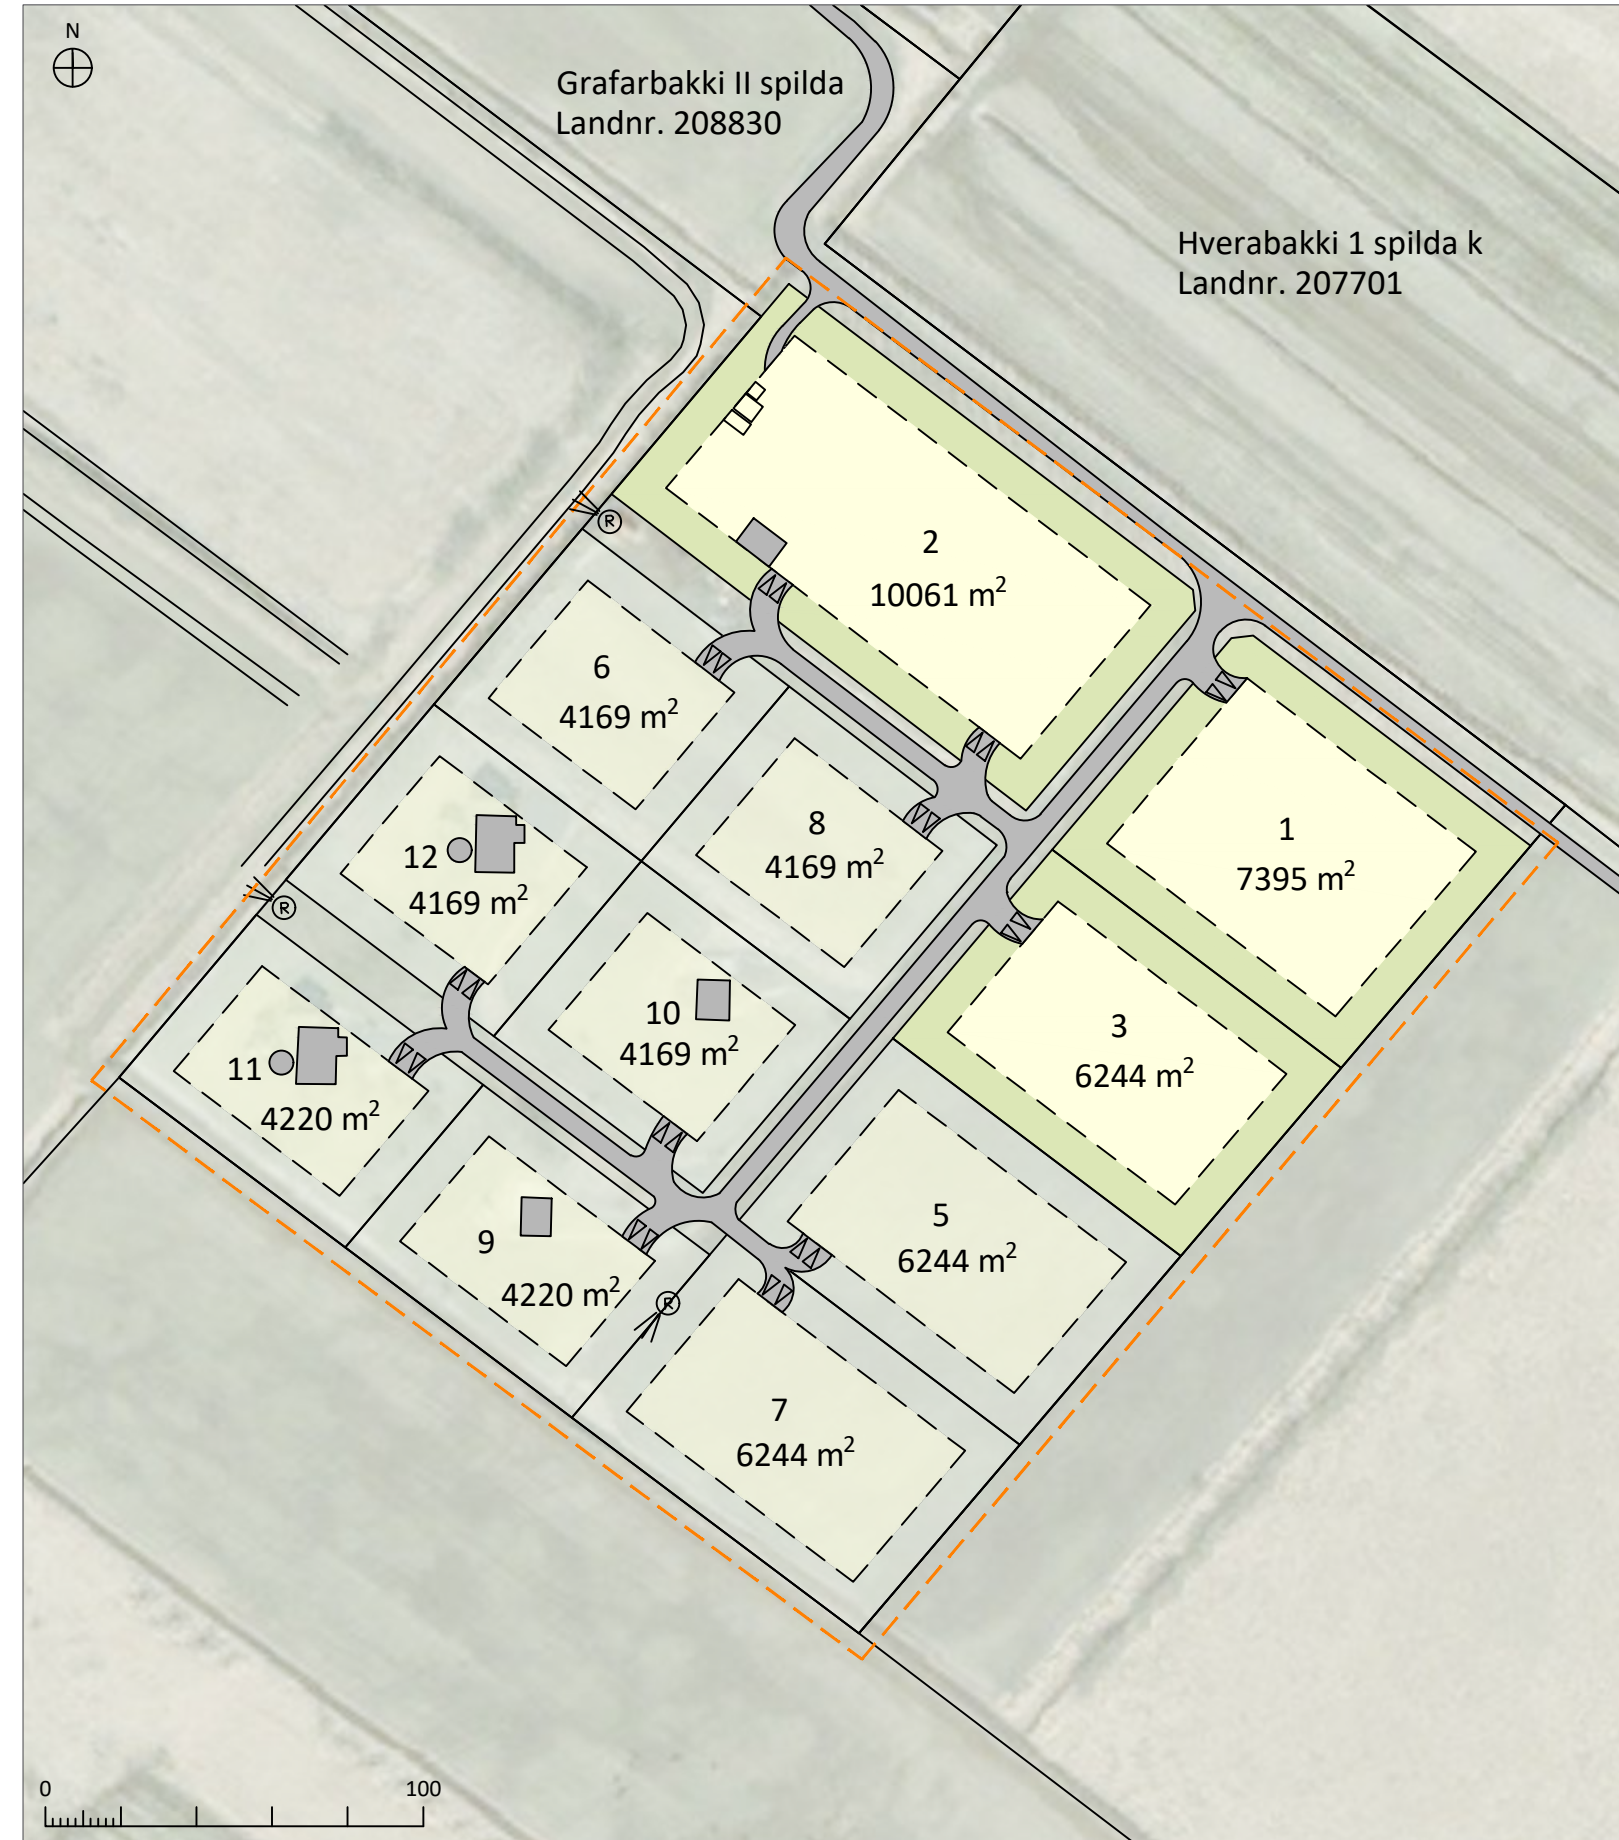 N
Grafarbakki II spilda
Landnr. 208830
Hverabakki 1 spilda k
Landnr. 207701
2
10061 m²
R
6
4169 m²
1
7395 m²
8
4169 m²
12
4169 m²
R
10
4169 m²
3
6244 m²
11
4220 m²
5
6244 m²
9
4220 m²
R
7
6244 m²
0 100